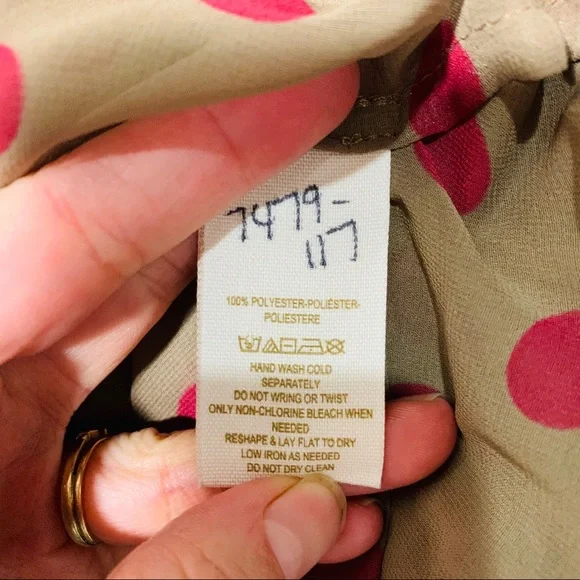 7479-
117
100% POLYESTER-POLIÉSTER-
POLIESTERE
HAND WASH COLD
SEPARATELY
DO NOT WRING OR TWIST
ONLY NON-CHLORINE BLEACH WHEN
NEEDED
RESHAPE & LAY FLAT TO DRY
LOW IRON AS NEEDED
DO NOT DRY CLEAN